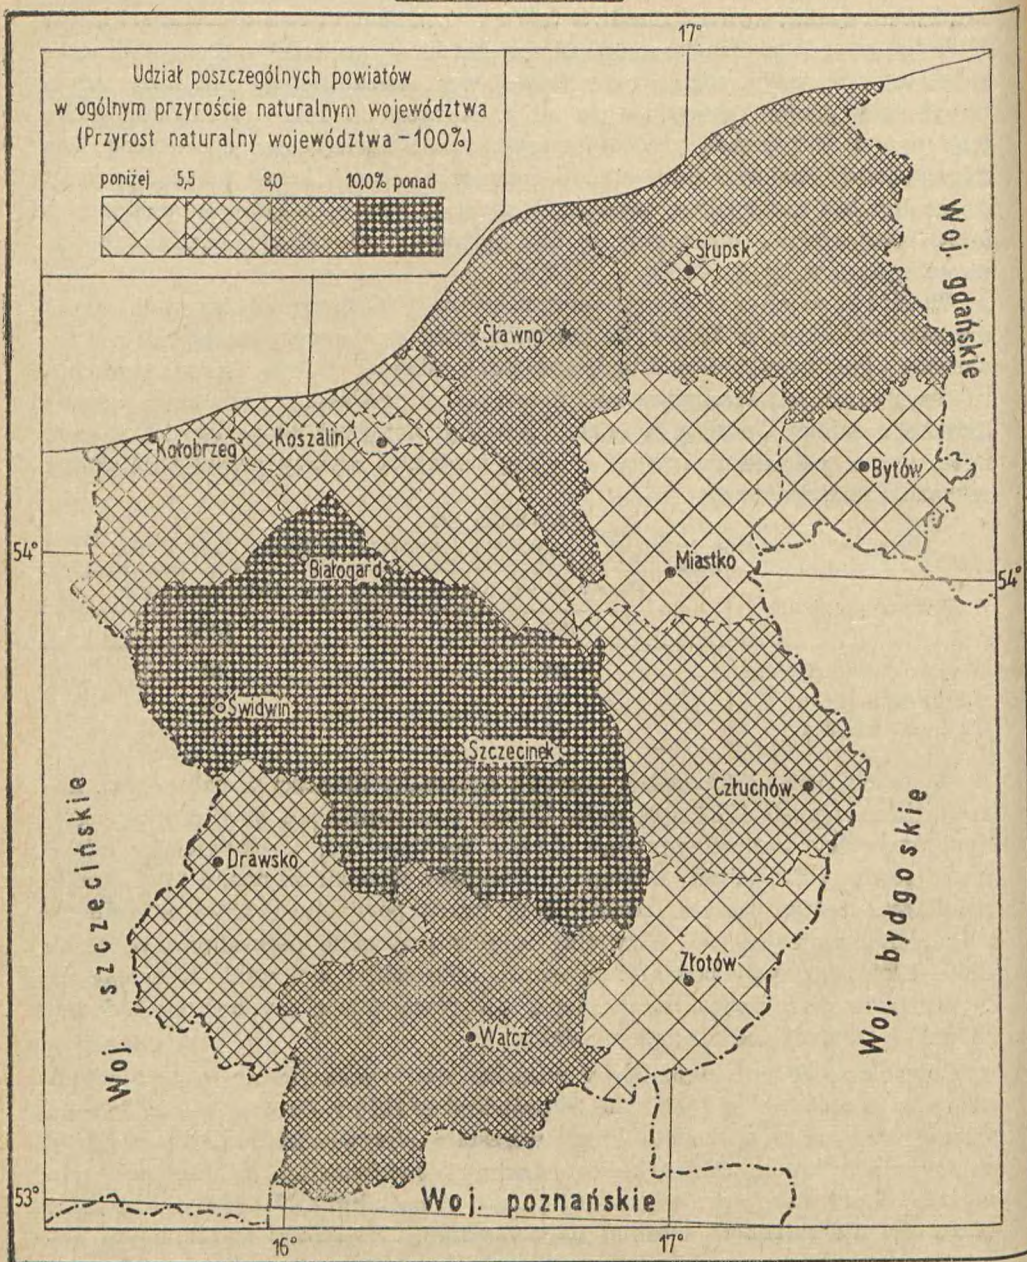 17°
Udział poszczególnych powiatów
w ogólnym przyroście naturalnym województwa
(Przyrost naturalny województwa – 100%)
poniżej 5,5 8,0 10,0% ponad
Woj. gdańskie
Słupsk
Sławno
Kołobrzeg
Koszalin
Bytów
54°
Białogard
Miastko
54°
Świdwin
Szczecinek
Człuchów
Woj. szczecińskie
Drawsko
Woj. bydgoskie
Złotów
Wałcz
53°
Woj. poznańskie
16°
17°